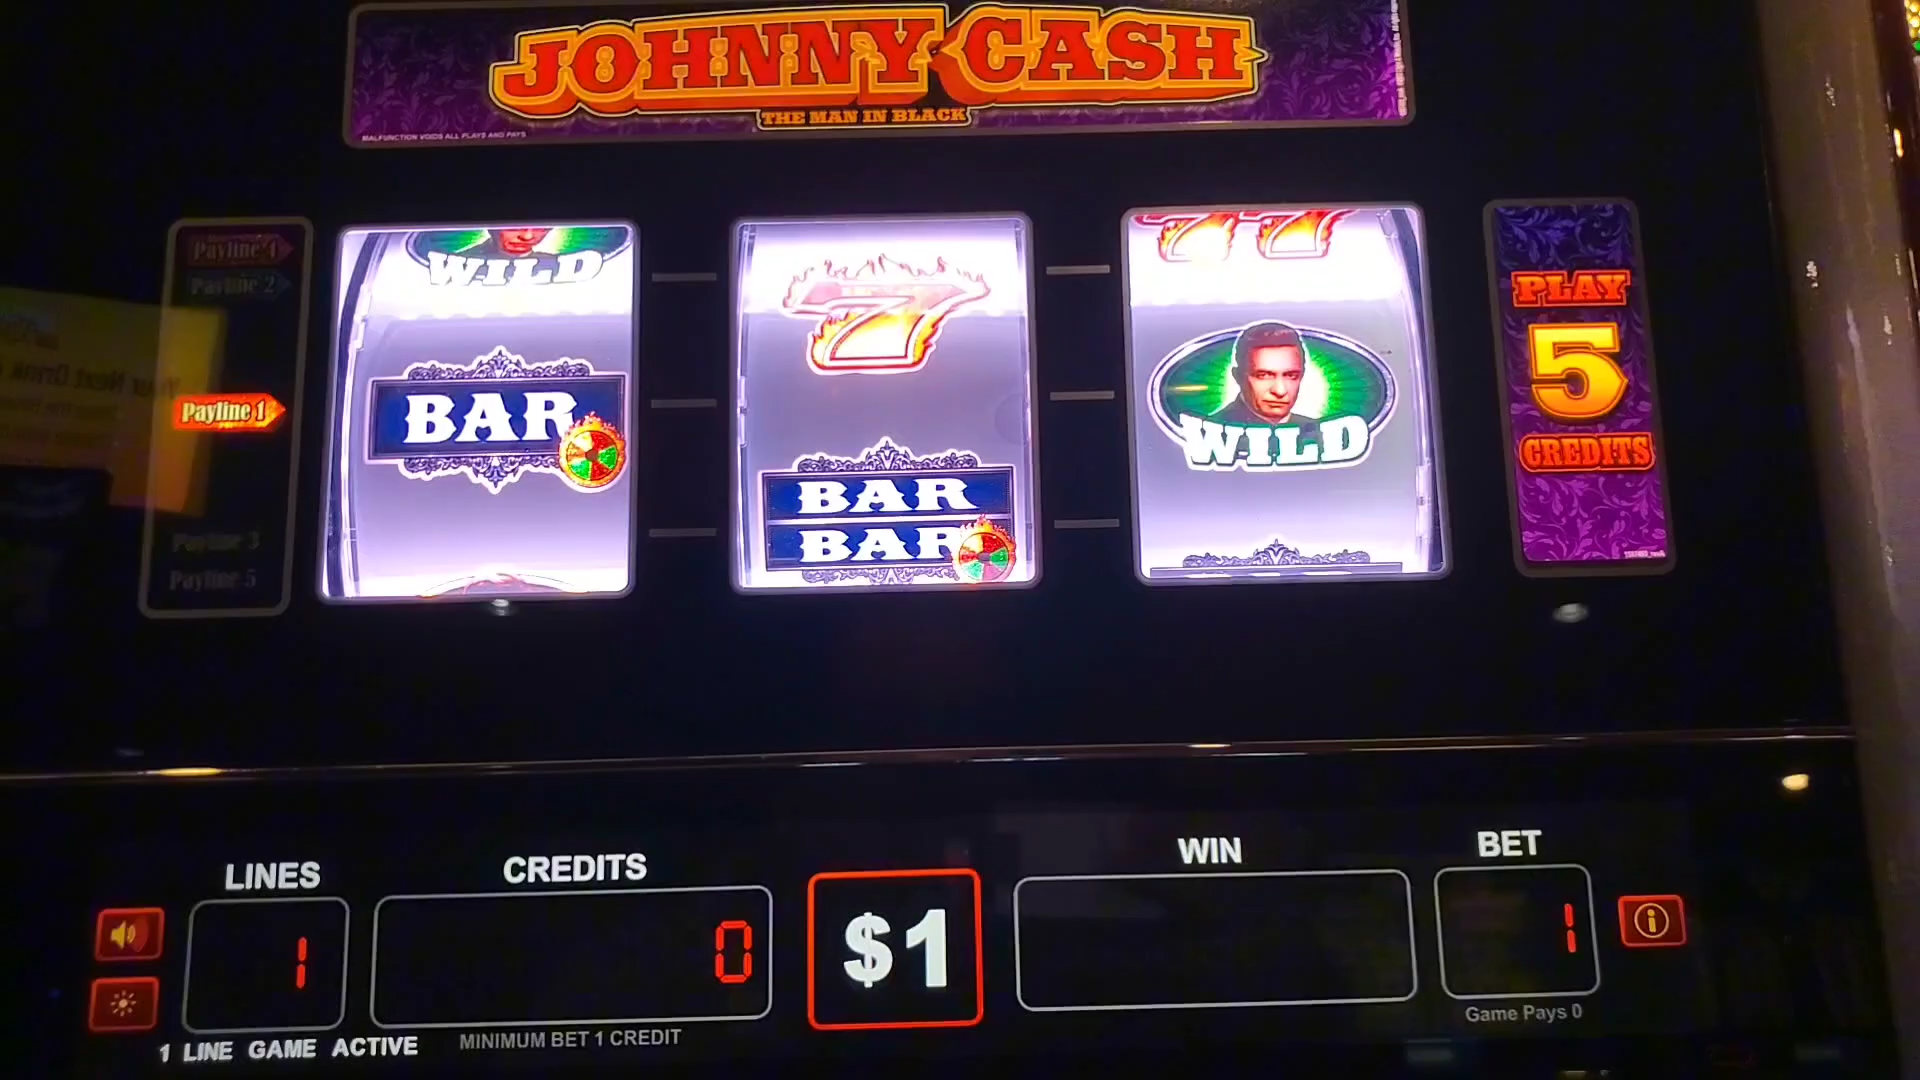 JOHNNY CASH
THE MAN IN BLACK
MALFUNCTION VOIDS ALL PLAYS AND PAYS
Payline 4
Payline 2
Payline 1
Payline 3
Payline 5
WILD
BAR
7
BAR
BAR
77
WILD
PLAY
5
CREDITS
LINES
1
1 LINE GAME ACTIVE
CREDITS
0
MINIMUM BET 1 CREDIT
$1
WIN
BET
1
Game Pays 0